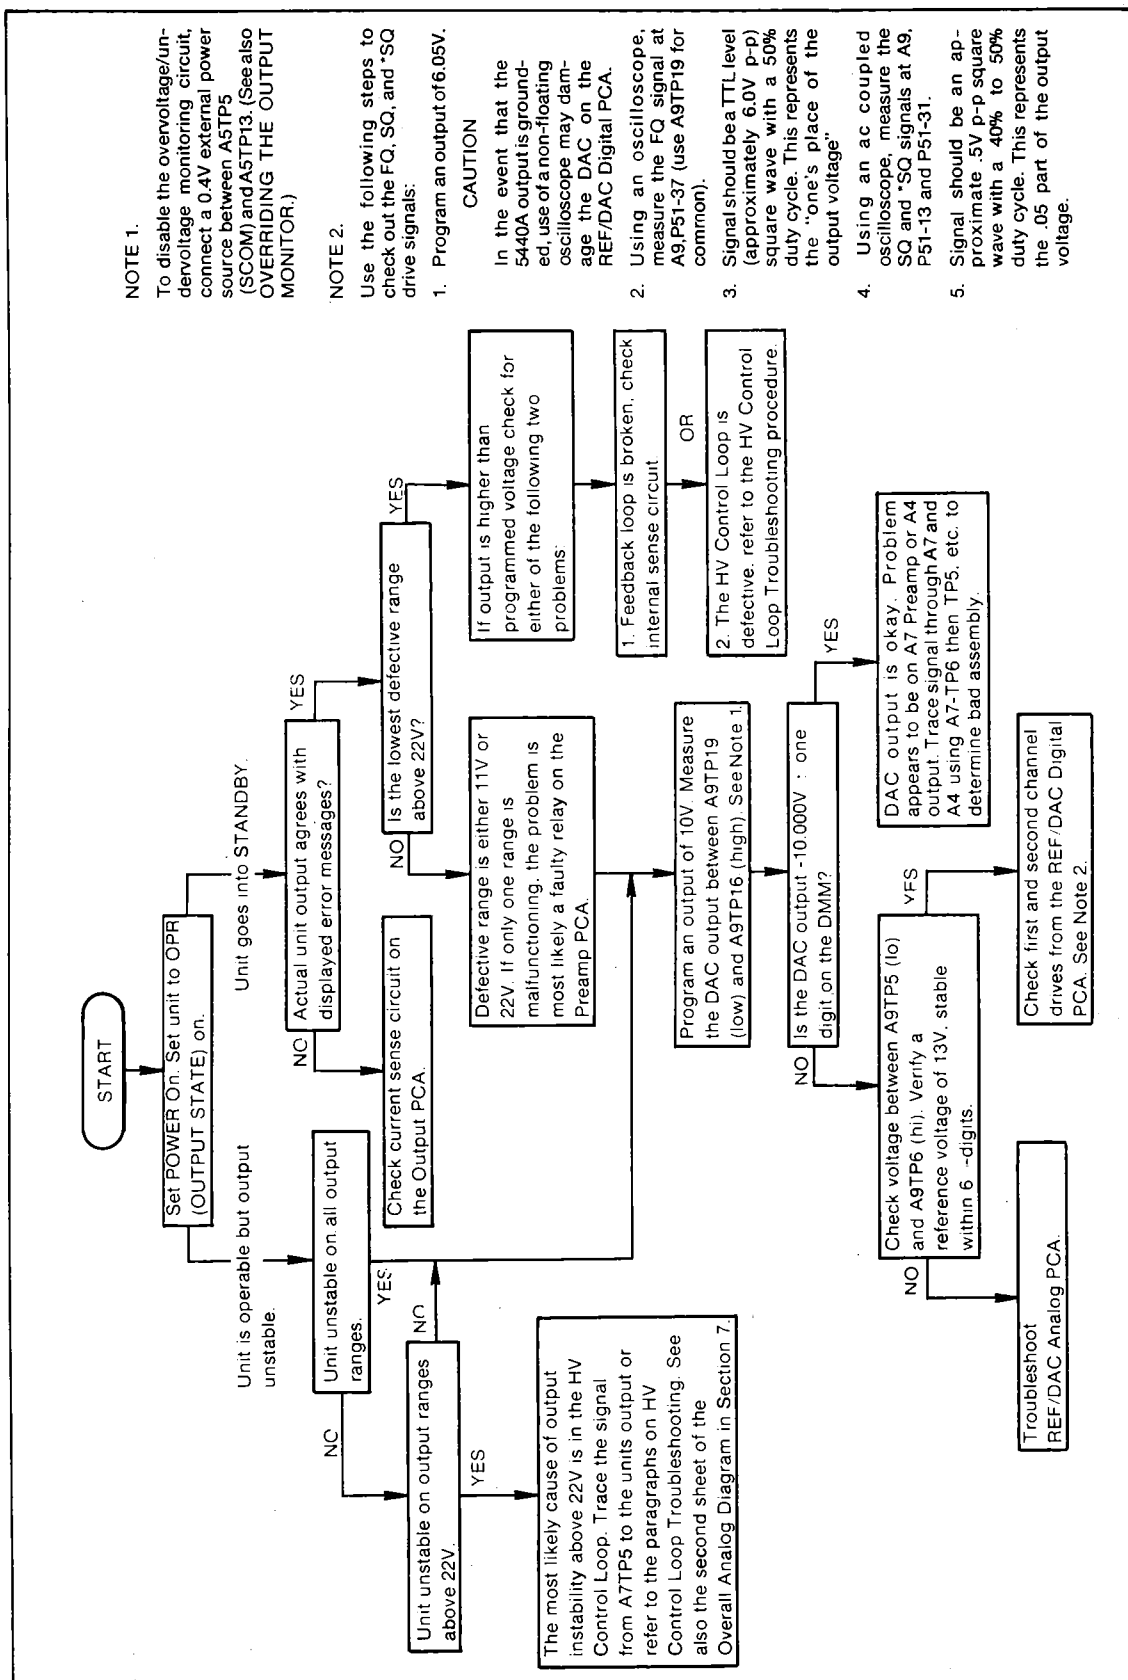 START
Set POWER On. Set unit to OPR
(OUTPUT STATE) on.
Unit is operable but output
unstable.
Unit goes into STANDBY.
Unit unstable on all output
ranges.
NO
YES
Unit unstable on output ranges
above 22V.
NO
YES
The most likely cause of output
instability above 22V is in the HV
Control Loop. Trace the signal
from A7TP5 to the units output or
refer to the paragraphs on HV
Control Loop Troubleshooting. See
also the second sheet of the
Overall Analog Diagram in Section 7.
Actual unit output agrees with
displayed error messages?
NO
YES
Check current sense circuit on
the Output PCA.
Is the lowest defective range
above 22V?
NO
YES
Defective range is either 11V or
22V. If only one range is
malfunctioning, the problem is
most likely a faulty relay on the
Preamp PCA.
If output is higher than
programmed voltage check for
either of the following two
problems:
1. Feedback loop is broken, check
internal sense circuit.
OR
2. The HV Control Loop is
defective. refer to the HV Control
Loop Troubleshooting procedure.
Program an output of 10V. Measure
the DAC output between A9TP19
(low) and A9TP16 (high). See Note 1.
Is the DAC output -10.000V : one
digit on the DMM?
NO
YES
Check voltage between A9TP5 (lo)
and A9TP6 (hi). Verify a
reference voltage of 13V. stable
within 6 --digits.
DAC output is okay. Problem
appears to be on A7 Preamp or A4
output. Trace signal through A7 and
A4 using A7-TP6 then TP5, etc. to
determine bad assembly.
NO
YES
Troubleshoot
REF/DAC Analog PCA.
Check first and second channel
drives from the REF/DAC Digital
PCA. See Note 2.
NOTE 1.
To disable the overvoltage/un-
dervoltage monitoring circuit,
connect a 0.4V external power
source between A5TP5
(SCOM) and A5TP13. (See also
OVERRIDING THE OUTPUT
MONITOR.)
NOTE 2.
Use the following steps to
check out the FQ, SQ, and *SQ
drive signals:
1. Program an output of 6.05V.
CAUTION
In the event that the
5440A output is ground-
ed, use of a non-floating
oscilloscope may dam-
age the DAC on the
REF/DAC Digital PCA.
2. Using an oscilloscope,
measure the FQ signal at
A9,P51-37 (use A9TP19 for
common).
3. Signal should be a TTL level
(approximately 6.0V p-p)
square wave with a 50%
duty cycle. This represents
the "one's place of the
output voltage"
4. Using an ac coupled
oscilloscope, measure the
SQ and *SQ signals at A9,
P51-13 and P51-31.
5. Signal should be an ap-
proximate .5V p-p square
wave with a 40% to 50%
duty cycle. This represents
the .05 part of the output
voltage.